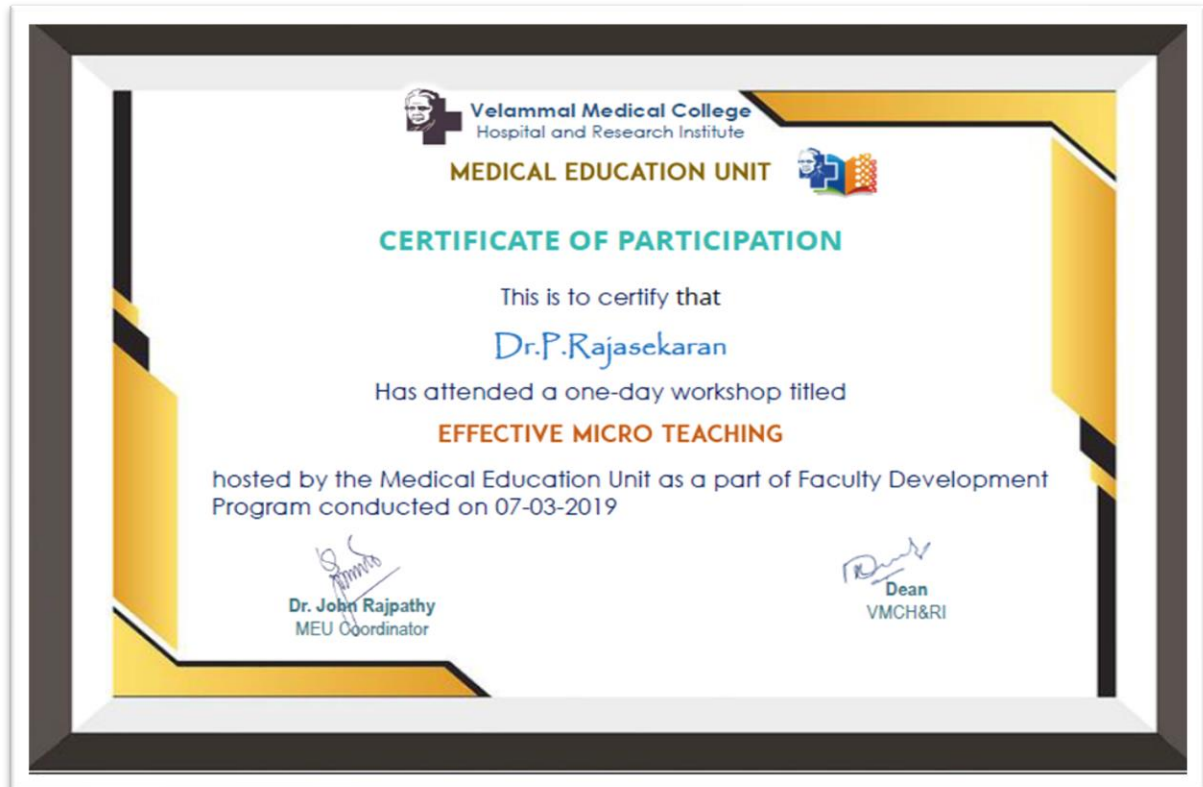 Velammal Medical College
Hospital and Research Institute
MEDICAL EDUCATION UNIT
CERTIFICATE OF PARTICIPATION
This is to certify that
Dr.P.Rajasekaran
Has attended a one-day workshop titled
EFFECTIVE MICRO TEACHING
hosted by the Medical Education Unit as a part of Faculty Development
Program conducted on 07-03-2019
Dr. John Rajpathy
MEU Coordinator
Dean
VMCH&RI